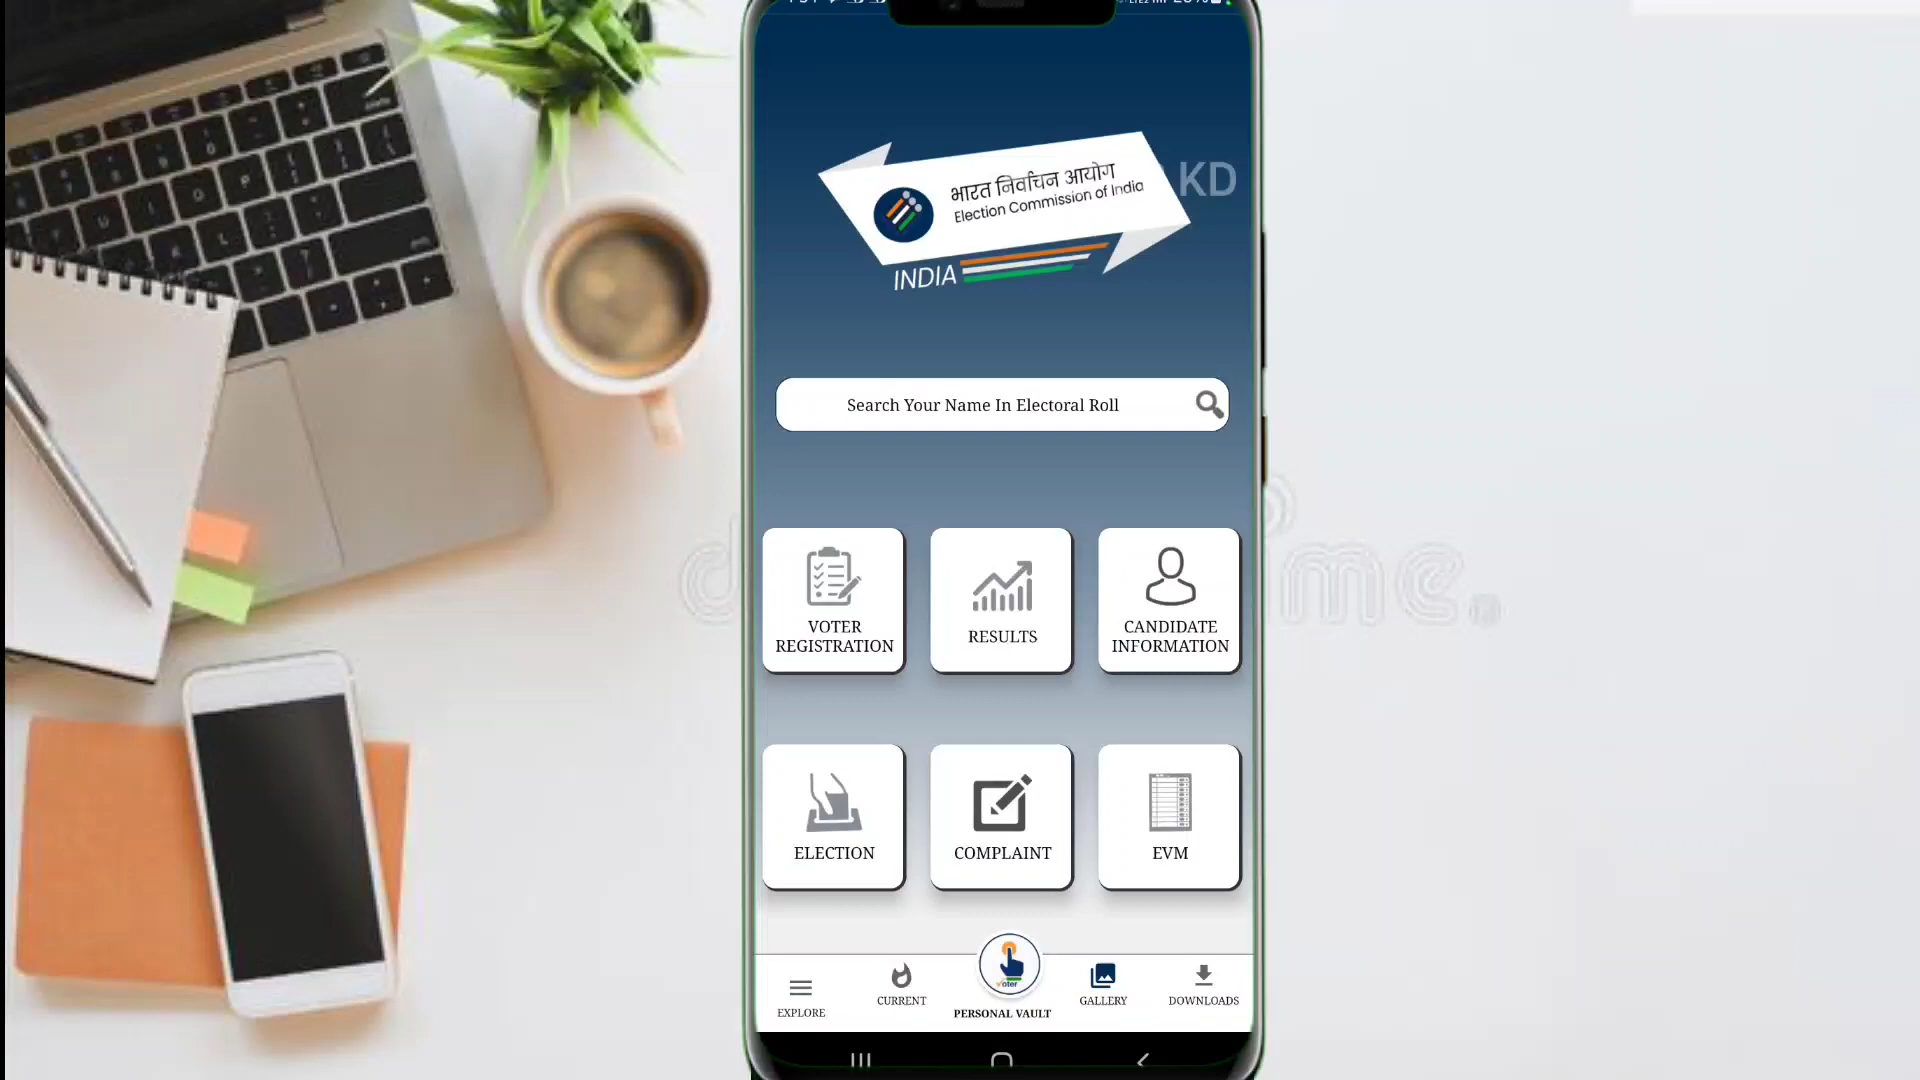 भारत निर्वाचन आयोग
Election Commission of India
KD
INDIA
Search Your Name In Electoral Roll
VOTER
REGISTRATION
RESULTS
CANDIDATE
INFORMATION
ELECTION
COMPLAINT
EVM
EXPLORE
CURRENT
PERSONAL VAULT
GALLERY
DOWNLOADS